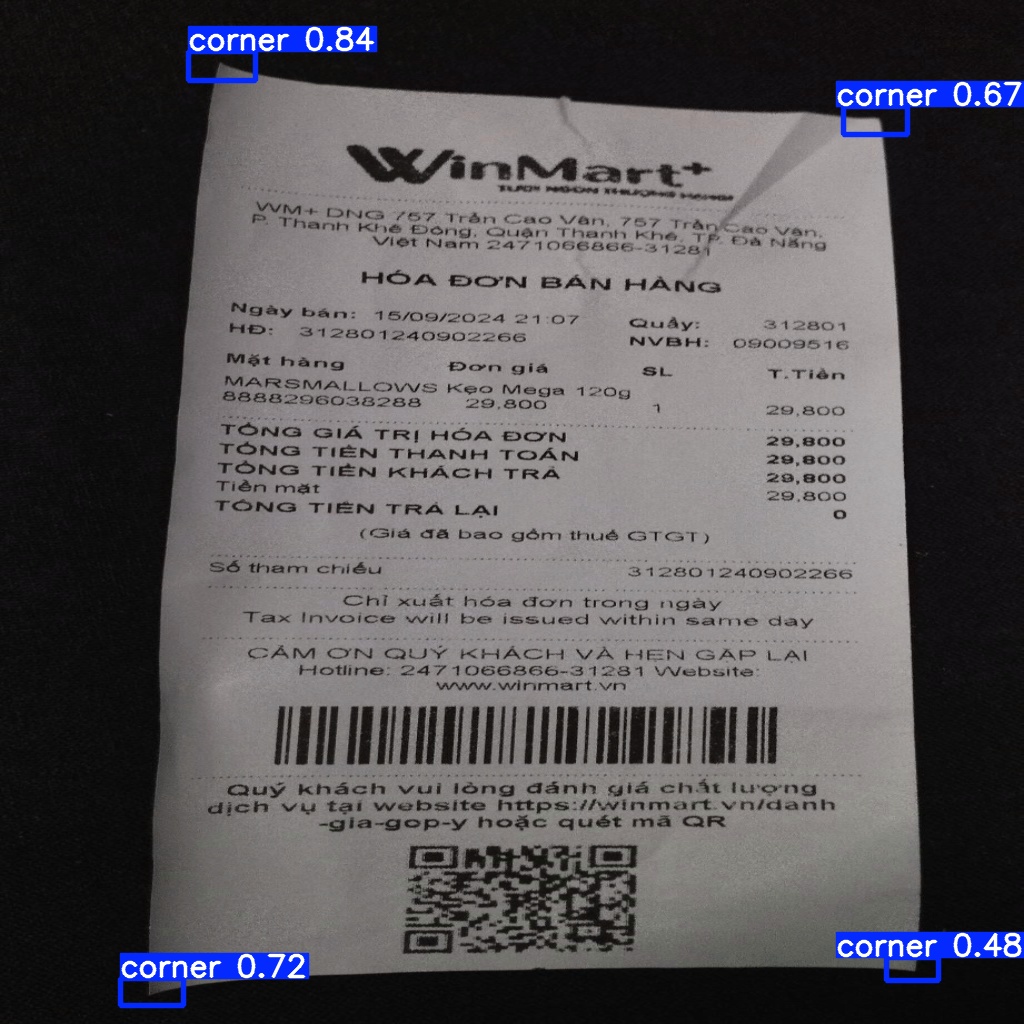 corner 0.84
corner 0.67
WinMart+
TƯƠI NGON THƯỢNG HẠNG
WM+ DNG 757 Trần Cao Vân, 757 Trần Cao Vân,
P. Thanh Khê Đông, Quận Thanh Khê, TP. Đà Nẵng
Việt Nam 2471066866-31281
HÓA ĐƠN BÁN HÀNG
Ngày bán: 15/09/2024 21:07 Quầy: 312801
HĐ: 312801240902266 NVBH: 09009516
Mặt hàng Đơn giá SL T.Tiền
MARSMALLOWS Kẹo Mega 120g
8888296038288 29,800 1 29,800
TỔNG GIÁ TRỊ HÓA ĐƠN 29,800
TỔNG TIỀN THANH TOÁN 29,800
TỔNG TIỀN KHÁCH TRẢ 29,800
Tiền mặt 29,800
TỔNG TIỀN TRẢ LẠI 0
(Giá đã bao gồm thuế GTGT)
Số tham chiếu 312801240902266
Chỉ xuất hóa đơn trong ngày
Tax Invoice will be issued within same day
CẢM ƠN QUÝ KHÁCH VÀ HẸN GẶP LẠI
Hotline: 2471066866-31281 Website:
www.winmart.vn
Quý khách vui lòng đánh giá chất lượng
dịch vụ tại website https://winmart.vn/danh
-gia-gop-y hoặc quét mã QR
corner 0.72
corner 0.48